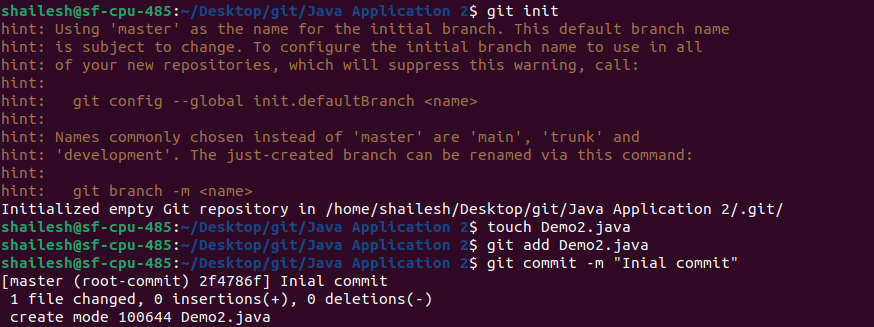 shailesh@sf-cpu-485:~/Desktop/git/Java Application 2$ git init
hint: Using 'master' as the name for the initial branch. This default branch name
hint: is subject to change. To configure the initial branch name to use in all
hint: of your new repositories, which will suppress this warning, call:
hint:
hint:   git config --global init.defaultBranch <name>
hint:
hint: Names commonly chosen instead of 'master' are 'main', 'trunk' and
hint: 'development'. The just-created branch can be renamed via this command:
hint:
hint:   git branch -m <name>
Initialized empty Git repository in /home/shailesh/Desktop/git/Java Application 2/.git/
shailesh@sf-cpu-485:~/Desktop/git/Java Application 2$ touch Demo2.java
shailesh@sf-cpu-485:~/Desktop/git/Java Application 2$ git add Demo2.java
shailesh@sf-cpu-485:~/Desktop/git/Java Application 2$ git commit -m "Inial commit"
[master (root-commit) 2f4786f] Inial commit
 1 file changed, 0 insertions(+), 0 deletions(-)
 create mode 100644 Demo2.java